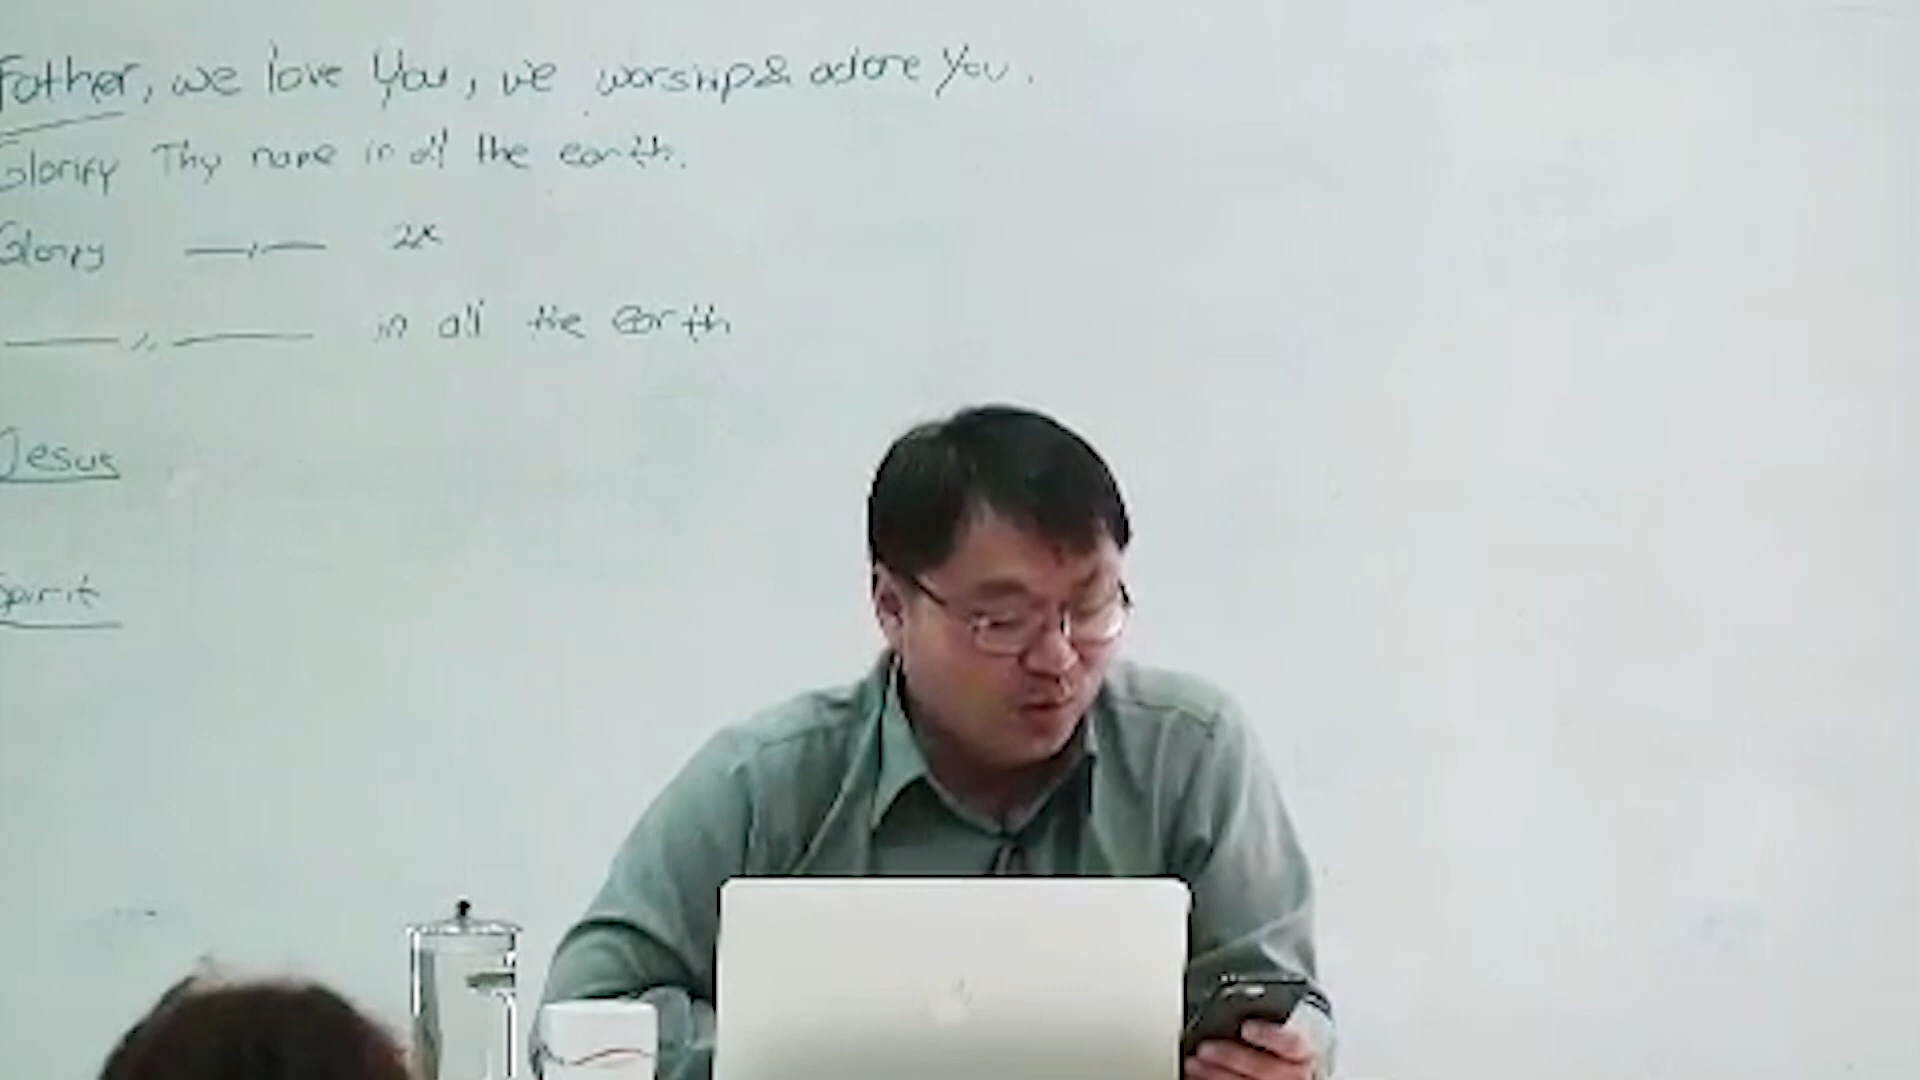 Father, we love You, we worship & adore You.
Glorify Thy name in all the earth.
Glorify —,,— 2x
—,,— in all the earth
Jesus
Spirit